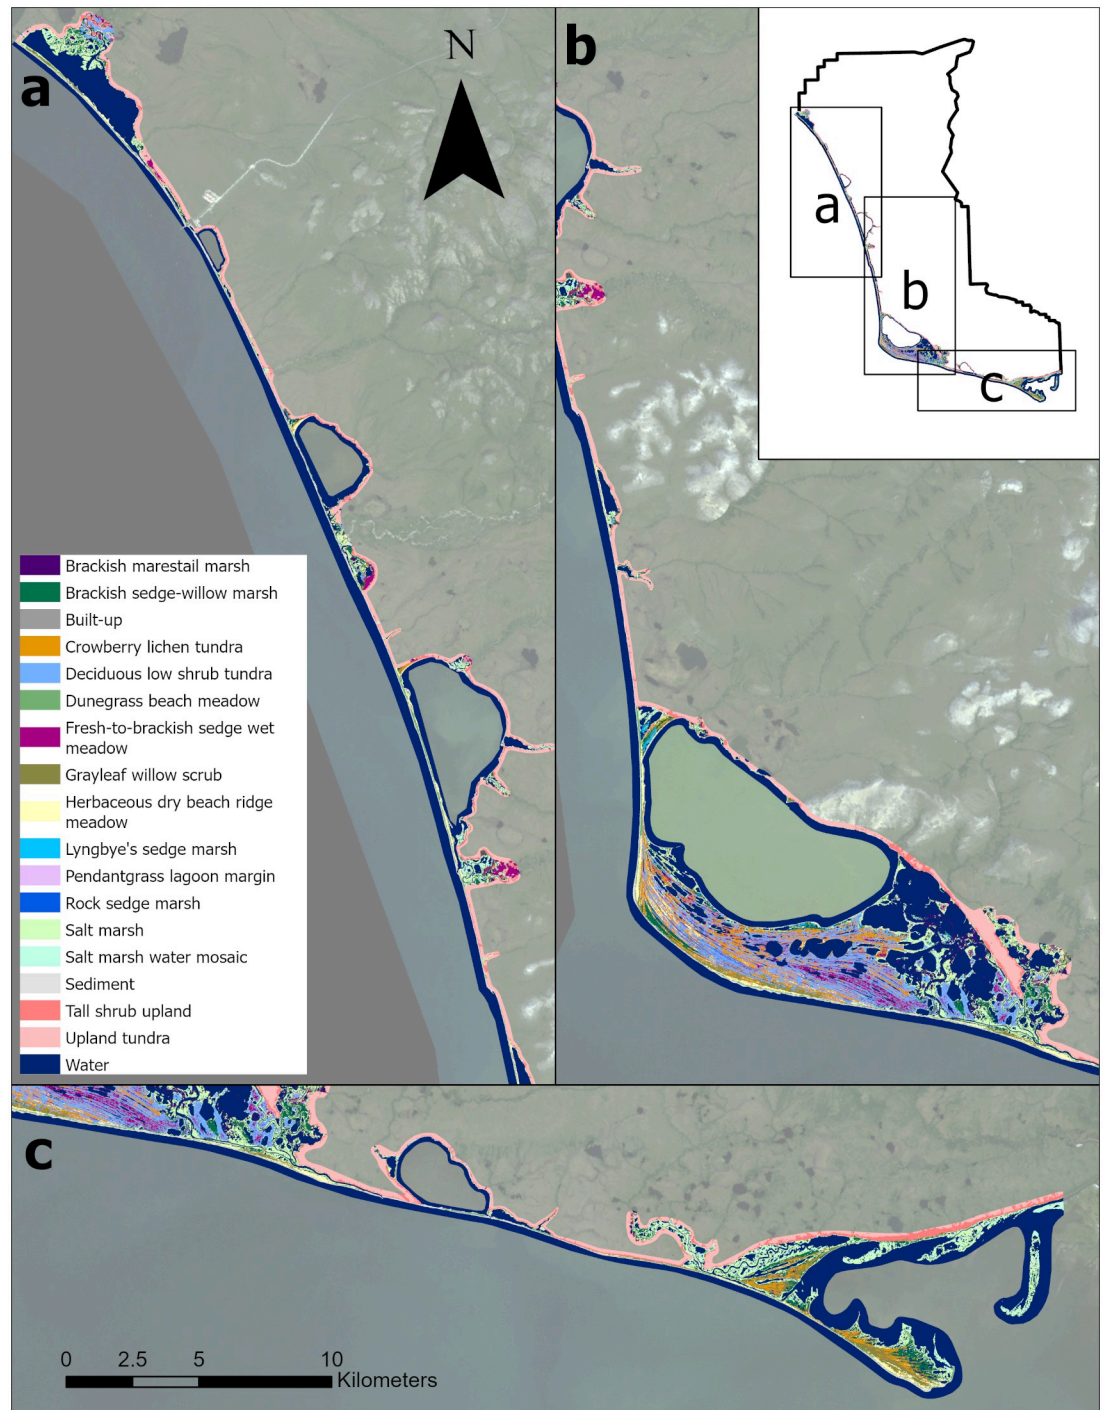 a
N
b
a
b
c
Brackish marestail marsh
Brackish sedge-willow marsh
Built-up
Crowberry lichen tundra
Deciduous low shrub tundra
Dunegrass beach meadow
Fresh-to-brackish sedge wet
meadow
Grayleaf willow scrub
Herbaceous dry beach ridge
meadow
Lyngbye's sedge marsh
Pendantgrass lagoon margin
Rock sedge marsh
Salt marsh
Salt marsh water mosaic
Sediment
Tall shrub upland
Upland tundra
Water
c
0 2.5 5 10
Kilometers